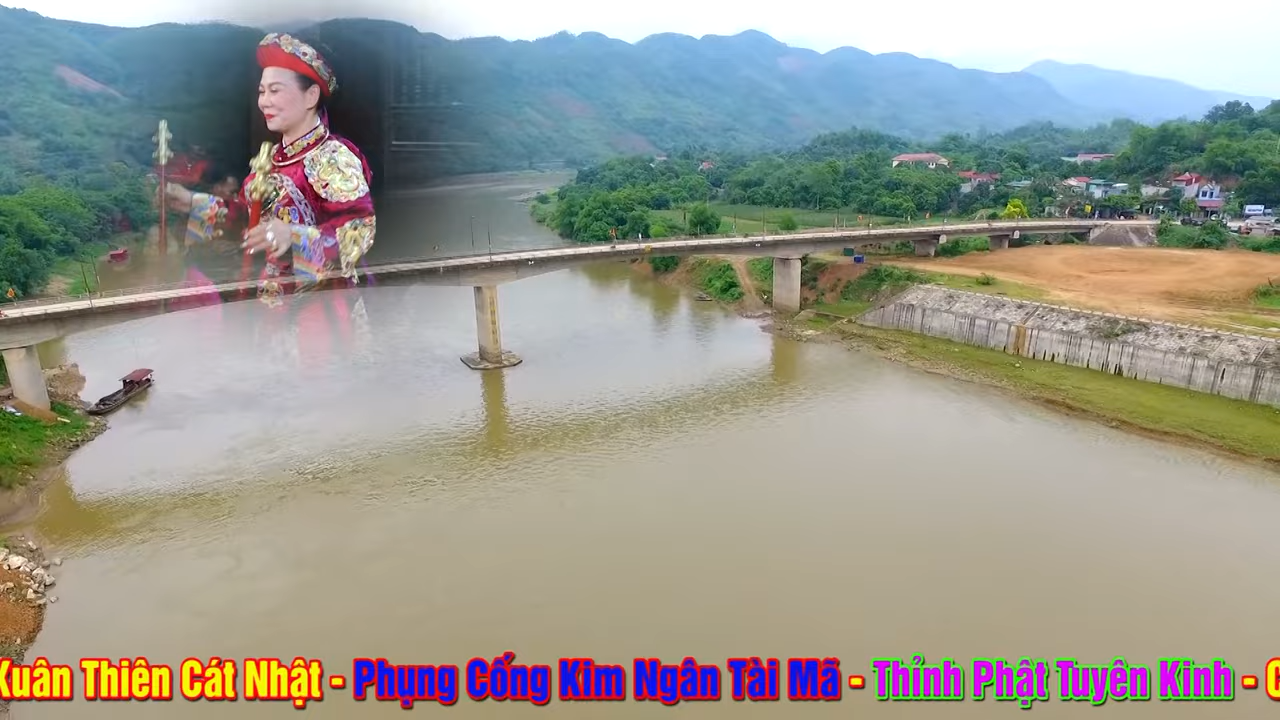 Xuân Thiên Cát Nhật - Phụng Cống Kim Ngân Tài Mã - Thỉnh Phật Tuyên Kinh -